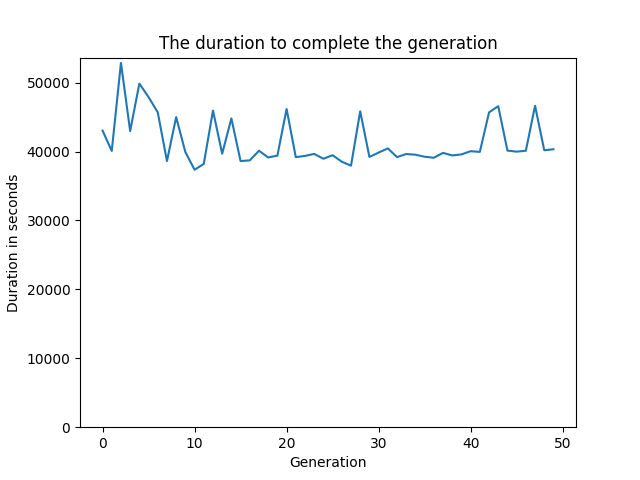 The duration to complete the generation
50000
40000
30000
20000
10000
0
Duration in seconds
0 10 20 30 40 50
Generation